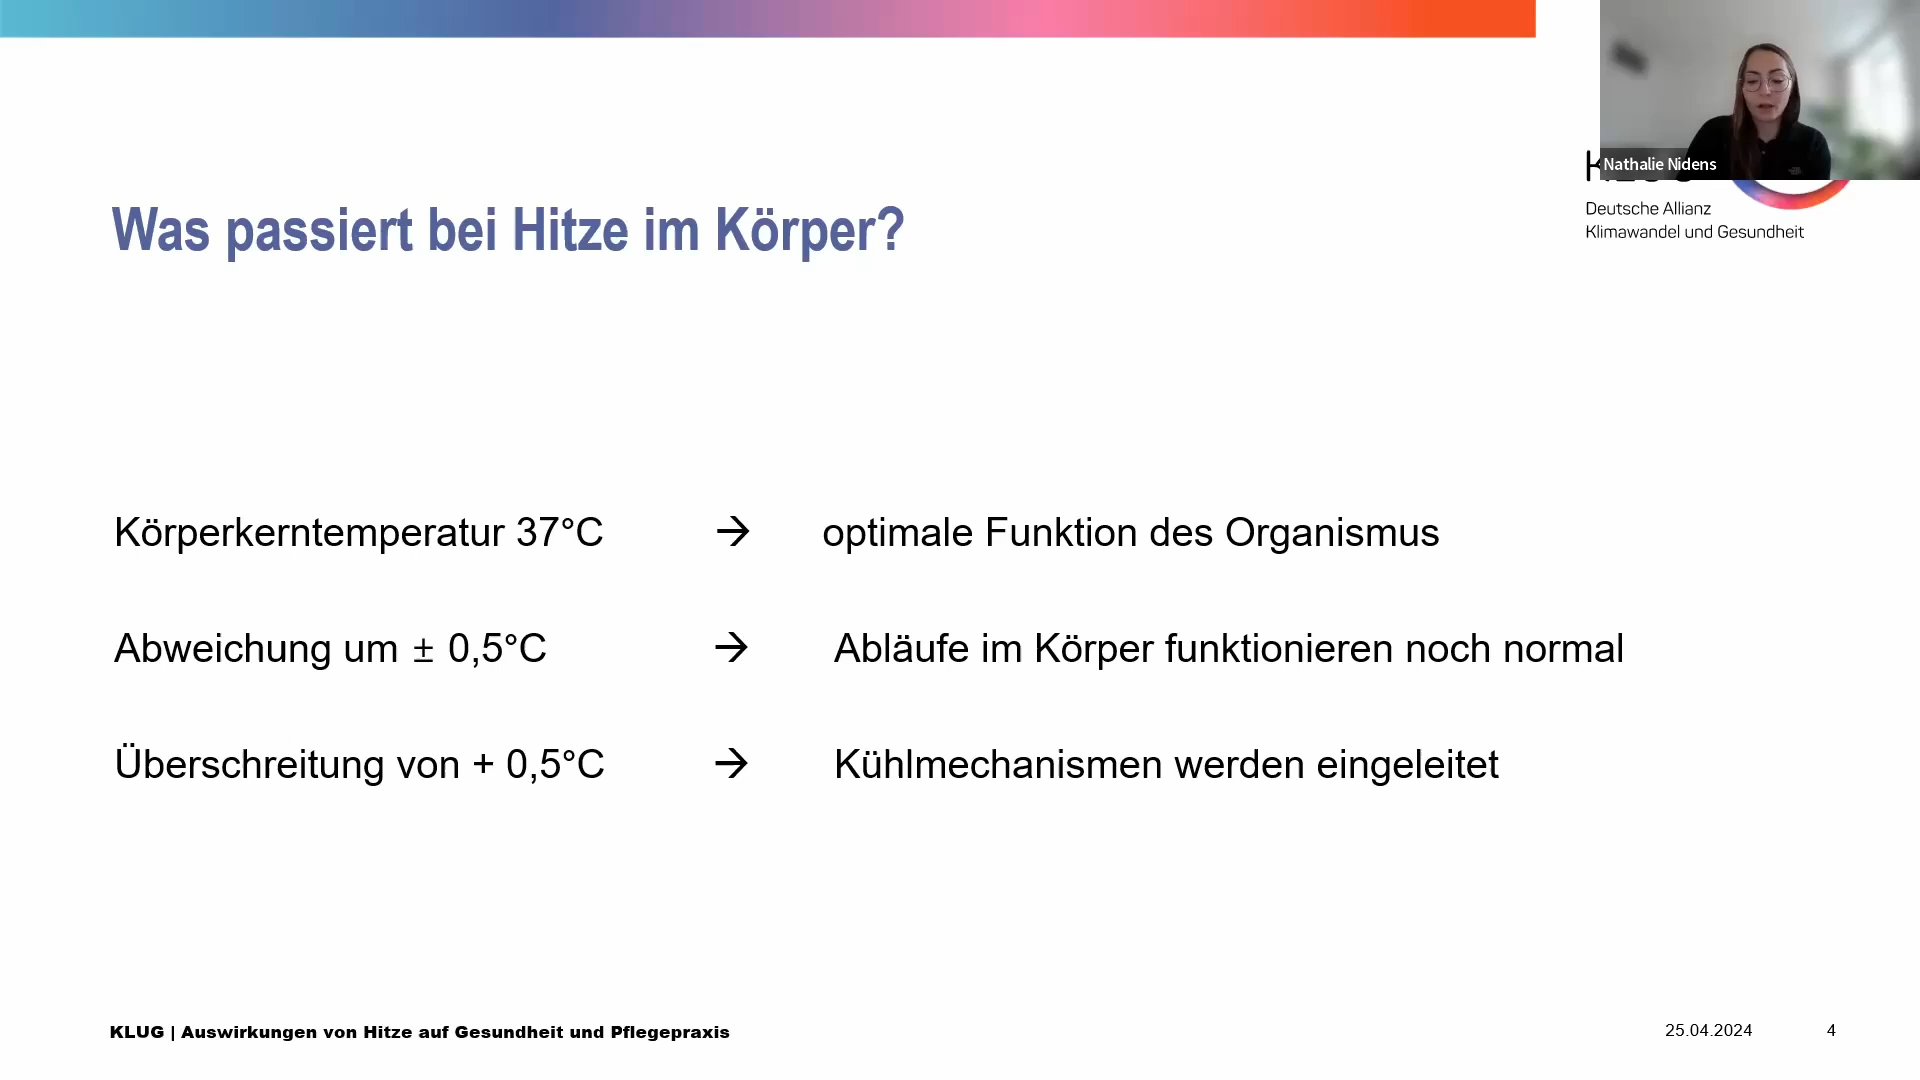 Nathalie Nidens
Deutsche Allianz
Klimawandel und Gesundheit
Was passiert bei Hitze im Körper?
Körperkerntemperatur 37°C → optimale Funktion des Organismus
Abweichung um ± 0,5°C → Abläufe im Körper funktionieren noch normal
Überschreitung von + 0,5°C → Kühlmechanismen werden eingeleitet
KLUG | Auswirkungen von Hitze auf Gesundheit und Pflegepraxis 25.04.2024 4